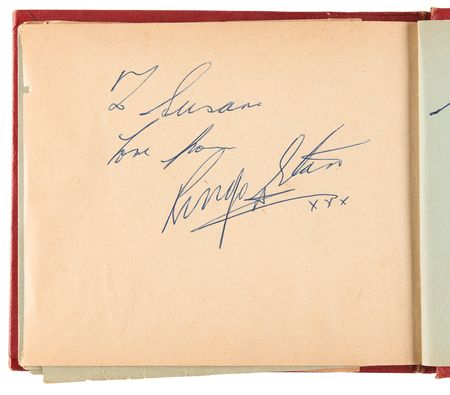 To Susan
Love from
Ringo Starr
xxx